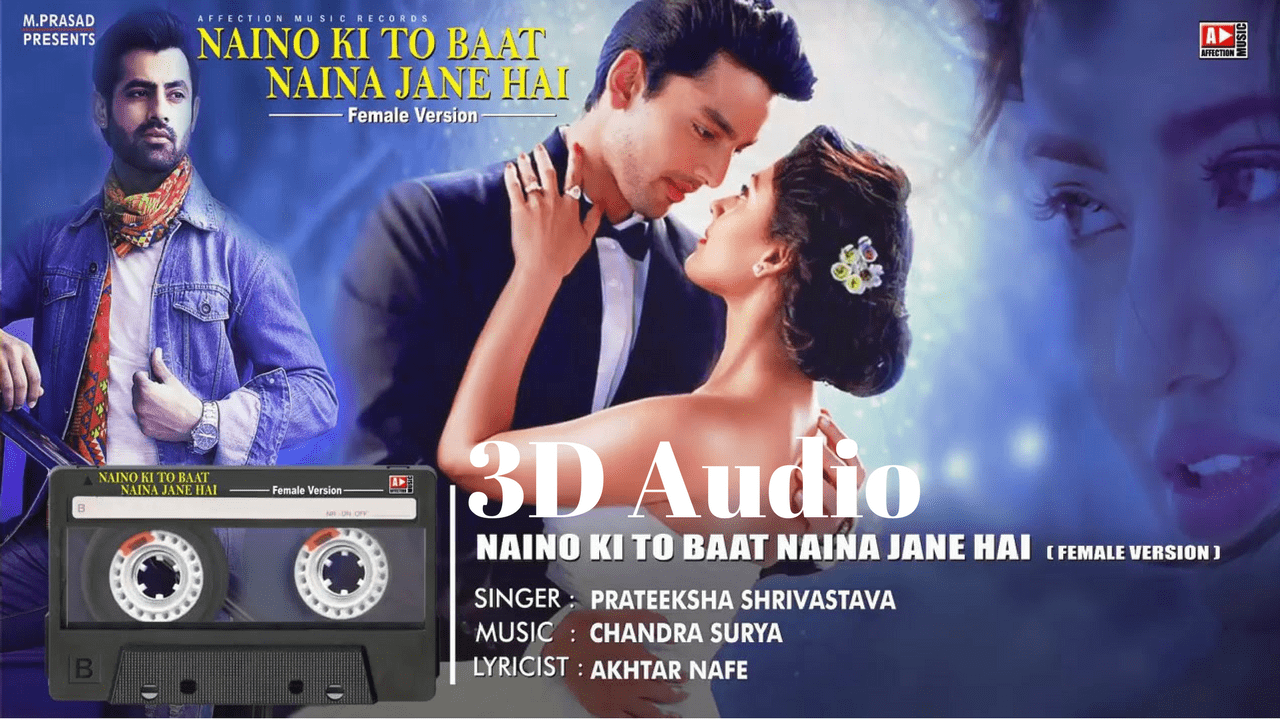 M.PRASAD
PRESENTS
AFFECTION MUSIC RECORDS
NAINO KI TO BAAT
NAINA JANE HAI
Female Version
A
AFFECTION
MUSIC
NAINO KI TO BAAT
NAINA JANE HAI
Female Version
A
AFFECTION
MUSIC
B
B
3D Audio
NAINO KI TO BAAT NAINA JANE HAI ( FEMALE VERSION )
SINGER : PRATEEKSHA SHRIVASTAVA
MUSIC : CHANDRA SURYA
LYRICIST : AKHTAR NAFE